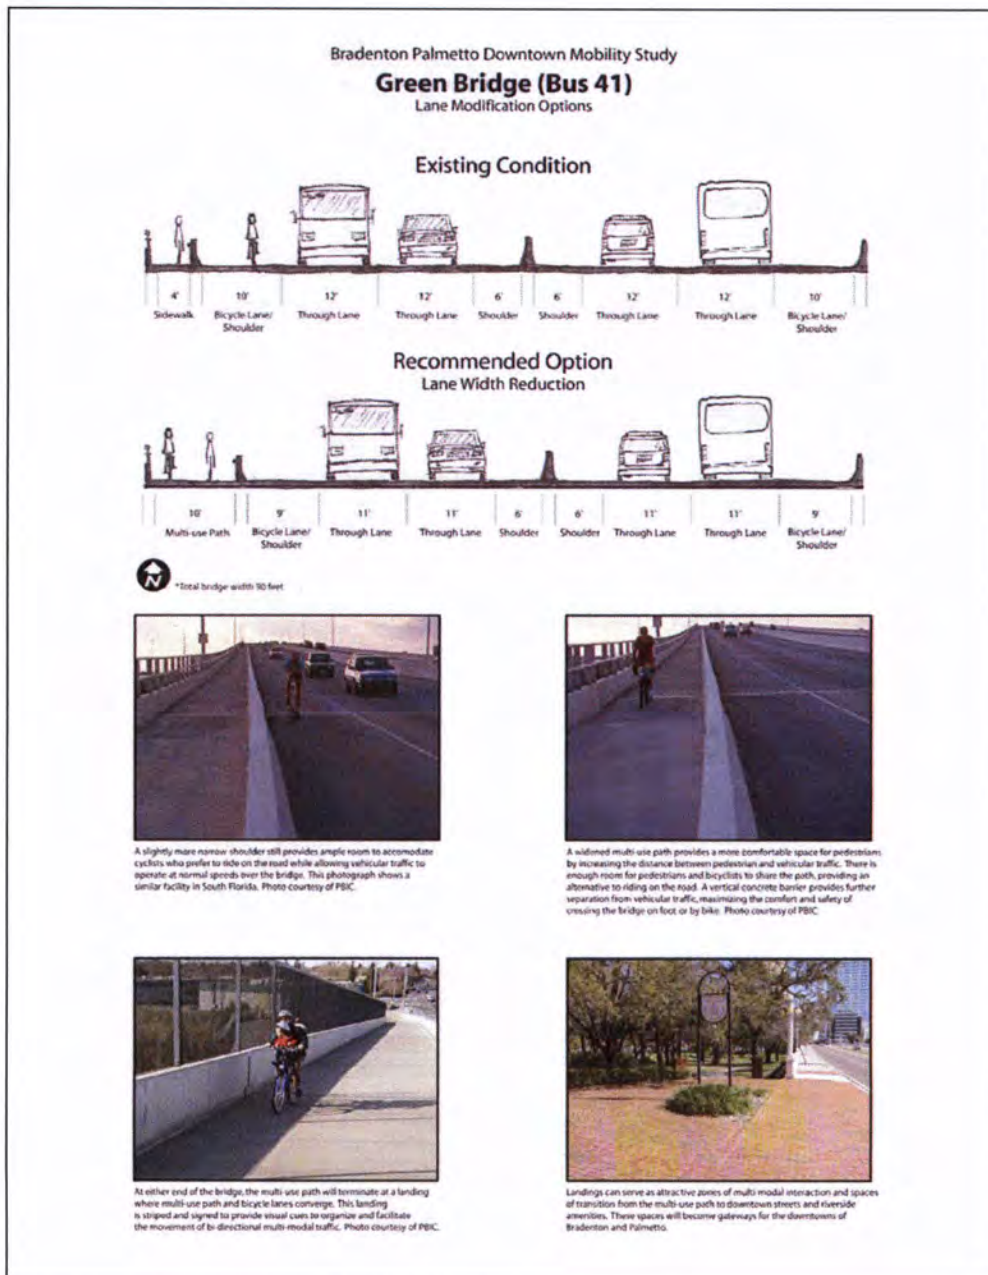 Bradenton Palmetto Downtown Mobility Study
Green Bridge (Bus 41)
Lane Modification Options
Existing Condition
4' 10' 12' 12' 6' 6' 12' 12' 10'
Sidewalk Bicycle Lane/ Through Lane Through Lane Shoulder Shoulder Through Lane Through Lane Bicycle Lane/
Shoulder Shoulder
Recommended Option
Lane Width Reduction
10' 9' 11' 11' 6' 6' 11' 11' 9'
Multi-use Path Bicycle Lane/ Through Lane Through Lane Shoulder Shoulder Through Lane Through Lane Bicycle Lane/
Shoulder Shoulder
N
*Total bridge width 90 feet
A slightly more narrow shoulder still provides ample room to accomodate
cyclists who prefer to ride on the road while allowing vehicular traffic to
operate at normal speeds over the bridge. This photograph shows a
similar facility in South Florida. Photo courtesy of PBIC.
A widened multi-use path provides a more comfortable space for pedestrians
by increasing the distance between pedestrian and vehicular traffic. There is
enough room for pedestrians and bicyclists to share the path, providing an
alternative to riding on the road. A vertical concrete barrier provides further
separation from vehicular traffic, maximizing the comfort and safety of
crossing the bridge on foot or by bike. Photo courtesy of PBIC.
At either end of the bridge, the multi-use path will terminate at a landing
where multi-use path and bicycle lanes converge. This landing
is striped and signed to provide visual cues to organize and facilitate
the movement of bi-directional multi-modal traffic. Photo courtesy of PBIC.
Landings can serve as attractive zones of multi modal interaction and spaces
of transition from the multi-use path to downtown streets and riverside
amenities. These spaces will become gateways for the downtowns of
Bradenton and Palmetto.